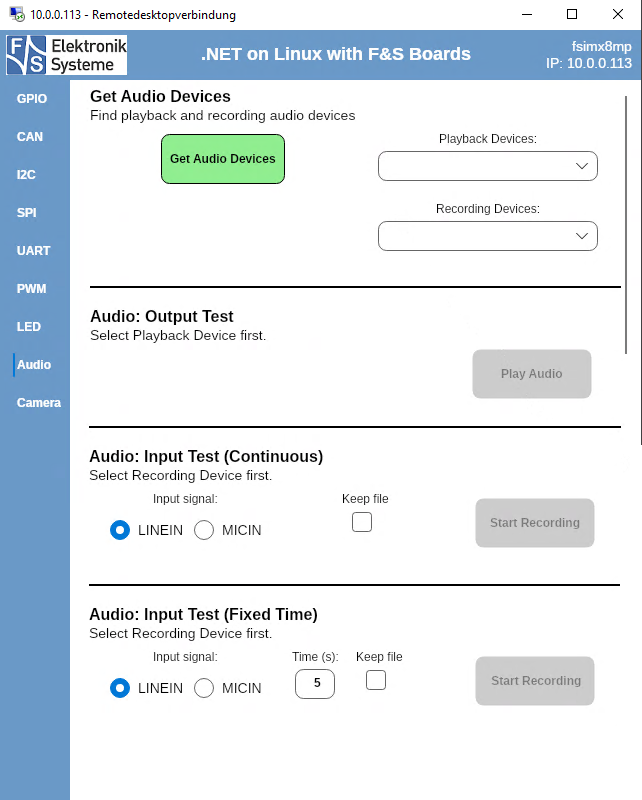 10.0.0.113 - Remotedesktopverbindung
F&S Elektronik
Systeme
.NET on Linux with F&S Boards
fsimx8mp
IP: 10.0.0.113
GPIO
CAN
I2C
SPI
UART
PWM
LED
Audio
Camera
Get Audio Devices
Find playback and recording audio devices
Get Audio Devices
Playback Devices:
Recording Devices:
Audio: Output Test
Select Playback Device first.
Play Audio
Audio: Input Test (Continuous)
Select Recording Device first.
Input signal:
Keep file
LINEIN
MICIN
Start Recording
Audio: Input Test (Fixed Time)
Select Recording Device first.
Input signal:
Time (s):
Keep file
LINEIN
MICIN
5
Start Recording